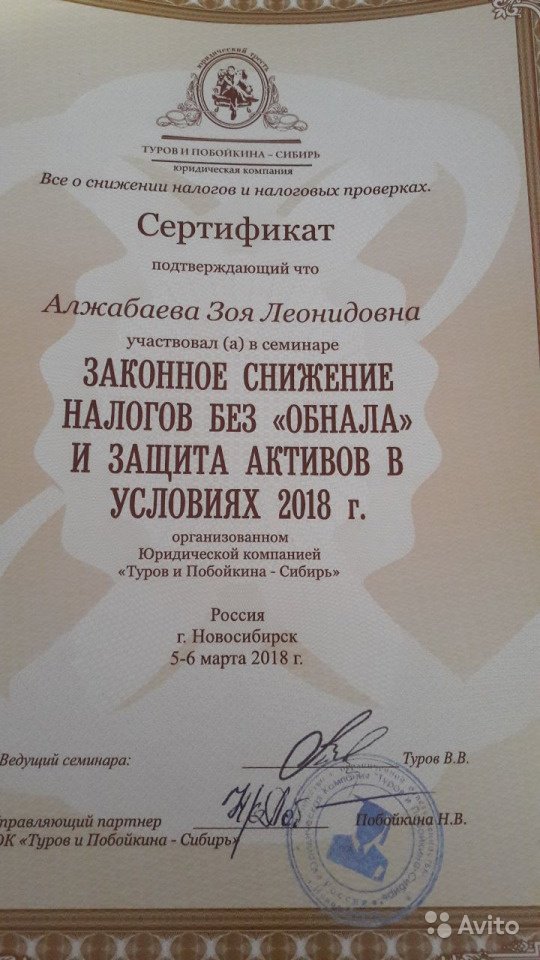 юридический трестъ
ТУРОВ И ПОБОЙКИНА – СИБИРЬ
юридическая компания
Все о снижении налогов и налоговых проверках.
Сертификат
подтверждающий что
Алжабаева Зоя Леонидовна
участвовал (а) в семинаре
ЗАКОННОЕ СНИЖЕНИЕ
НАЛОГОВ БЕЗ «ОБНАЛА»
И ЗАЩИТА АКТИВОВ В
УСЛОВИЯХ 2018 г.
организованном
Юридической компанией
«Туров и Побойкина - Сибирь»
Россия
г. Новосибирск
5-6 марта 2018 г.
Ведущий семинара: Туров В.В.
правляющий партнер Побойкина Н.В.
ЮК «Туров и Побойкина - Сибирь»
Avito